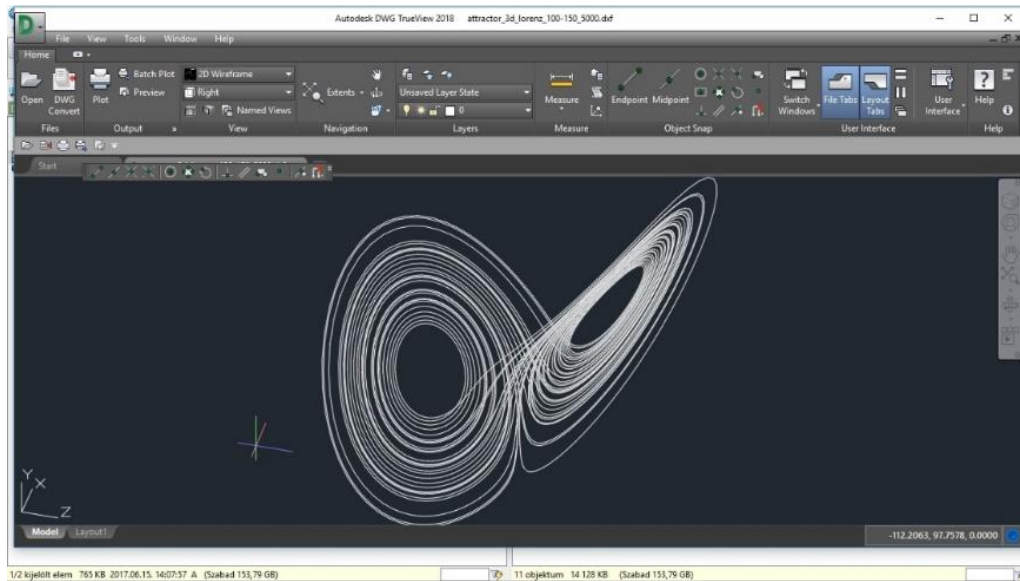 Autodesk DWG TrueView 2018 attractor_3d_lorenz_100-150_5000.dxf
D
File View Tools Window Help
Home
Batch Plot 2D Wireframe Unsaved Layer State
Preview Right Extents
Named Views 0
Open DWG Convert Plot Measure Endpoint Midpoint Switch Windows File Tabs Layout Tabs User Interface Help
Files Output View Navigation Layers Measure Object Snap User Interface Help
Start
Y
X
Z
Model Layout1
-112.2063, 97.7578, 0.0000
1/2 kijelölt elem 765 KB 2017.06.15. 14:07:57 A (Szabad 153,79 GB) 11 objektum 14 128 KB (Szabad 153,79 GB)